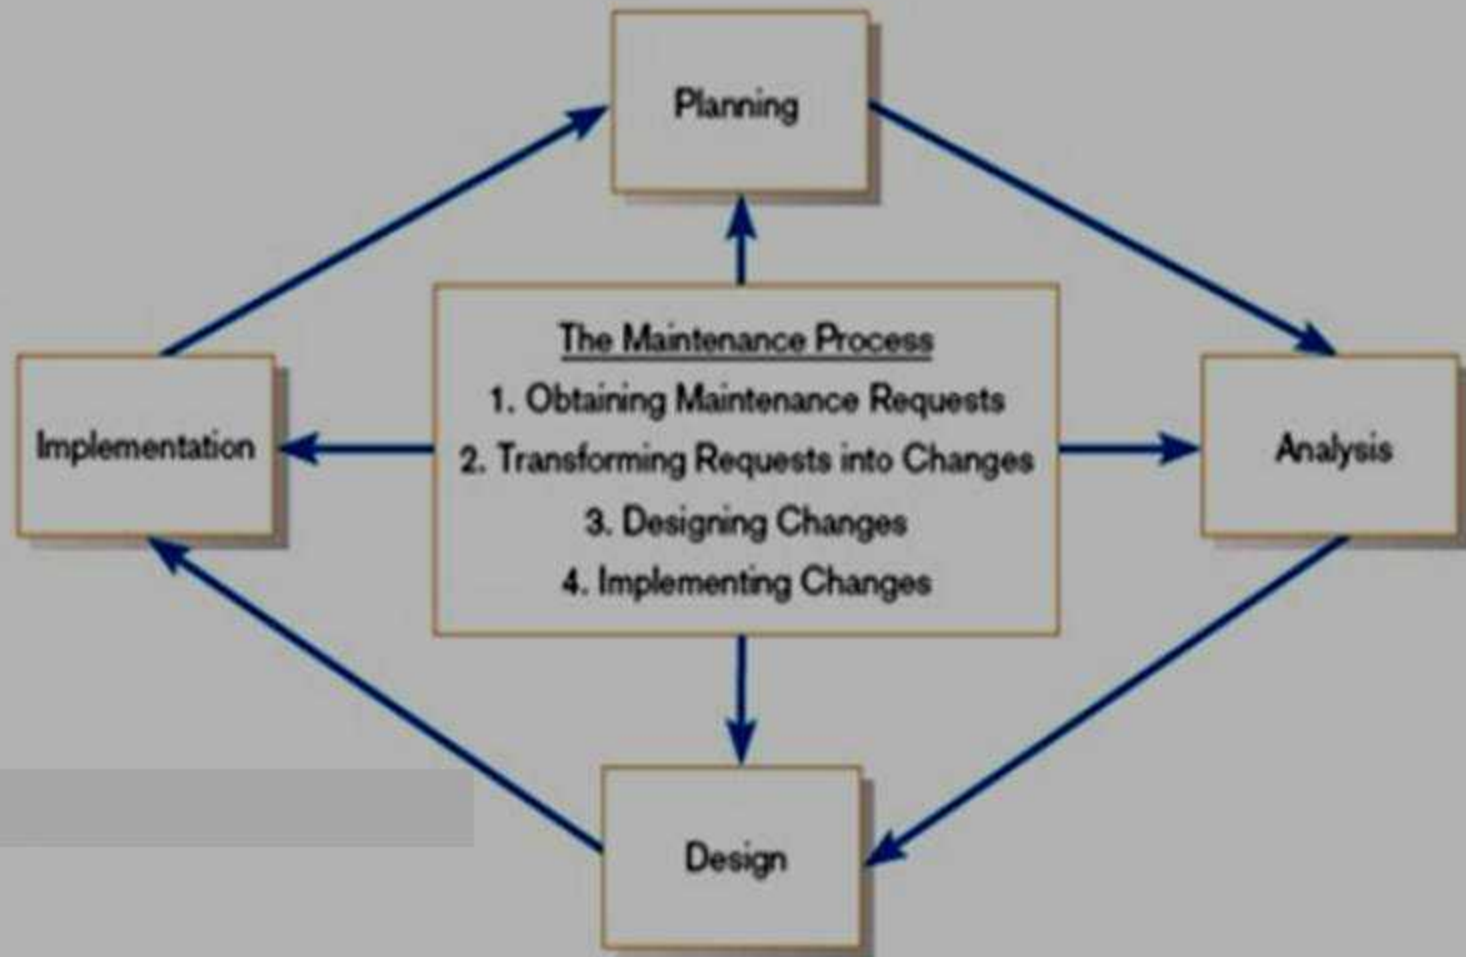 Planning
The Maintenance Process
1. Obtaining Maintenance Requests
2. Transforming Requests into Changes
3. Designing Changes
4. Implementing Changes
Implementation
Analysis
Design